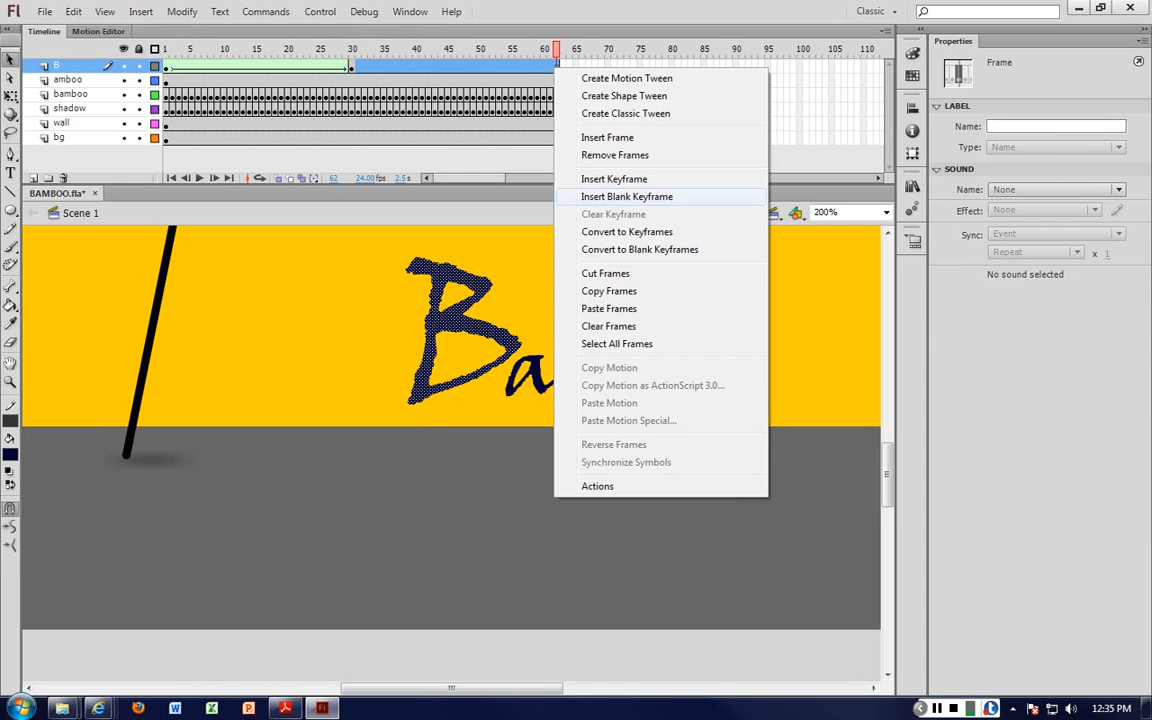 Fl File Edit View Insert Modify Text Commands Control Debug Window Help Classic
Timeline Motion Editor
1 5 10 15 20 25 30 35 40 45 50 55 60 65 70 75 80 85 90 95 100 105 110
B
amboo
bamboo
shadow
wall
bg
62 24.00 fps 2.5 s
BAMBOO.fla*
Scene 1
200%
Ba
Create Motion Tween
Create Shape Tween
Create Classic Tween
Insert Frame
Remove Frames
Insert Keyframe
Insert Blank Keyframe
Clear Keyframe
Convert to Keyframes
Convert to Blank Keyframes
Cut Frames
Copy Frames
Paste Frames
Clear Frames
Select All Frames
Copy Motion
Copy Motion as ActionScript 3.0...
Paste Motion
Paste Motion Special...
Reverse Frames
Synchronize Symbols
Actions
Properties
Frame
LABEL
Name:
Type: Name
SOUND
Name: None
Effect: None
Sync: Event
Repeat x 1
No sound selected
12:35 PM